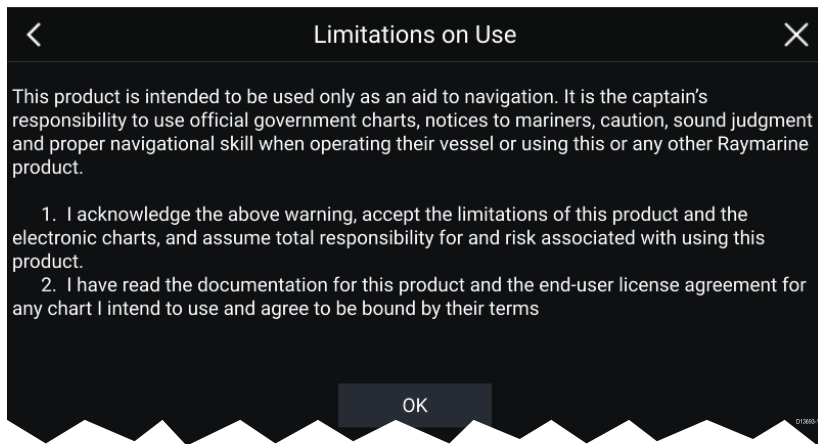 Limitations on Use
This product is intended to be used only as an aid to navigation. It is the captain’s
responsibility to use official government charts, notices to mariners, caution, sound judgment
and proper navigational skill when operating their vessel or using this or any other Raymarine
product.
1. I acknowledge the above warning, accept the limitations of this product and the
electronic charts, and assume total responsibility for and risk associated with using this
product.
2. I have read the documentation for this product and the end-user license agreement for
any chart I intend to use and agree to be bound by their terms
OK